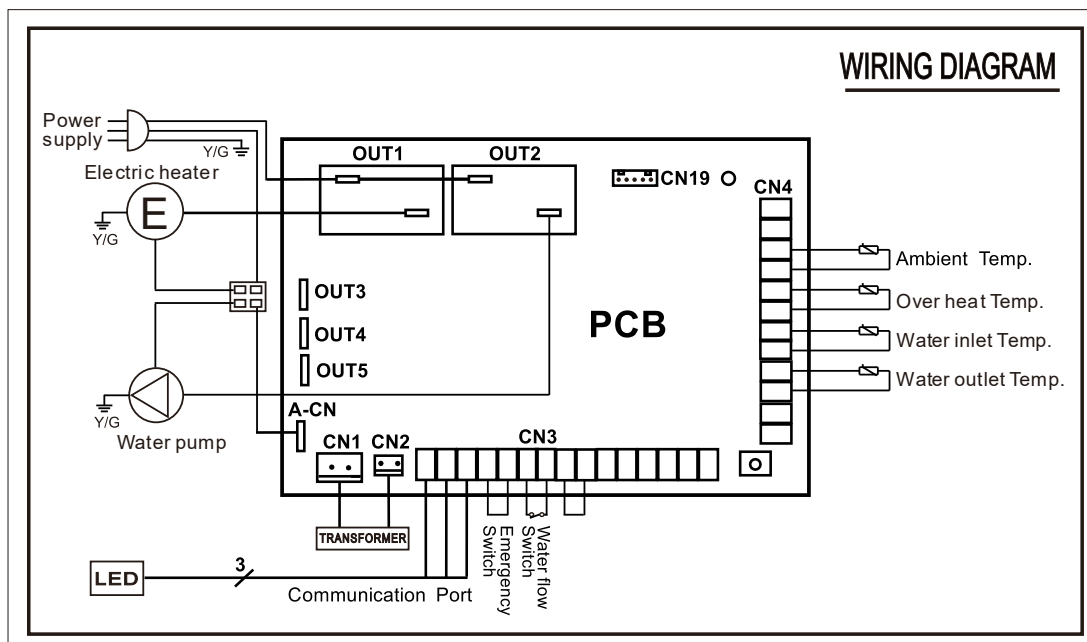 WIRING DIAGRAM
Power
supply
Y/G
Electric heater
E
Y/G
OUT1
OUT2
CN19
CN4
Ambient Temp.
Over heat Temp.
Water inlet Temp.
Water outlet Temp.
OUT3
OUT4
OUT5
PCB
A-CN
Y/G
Water pump
CN1
CN2
CN3
TRANSFORMER
Emergency
Switch
Water flow
Switch
LED
3
Communication Port